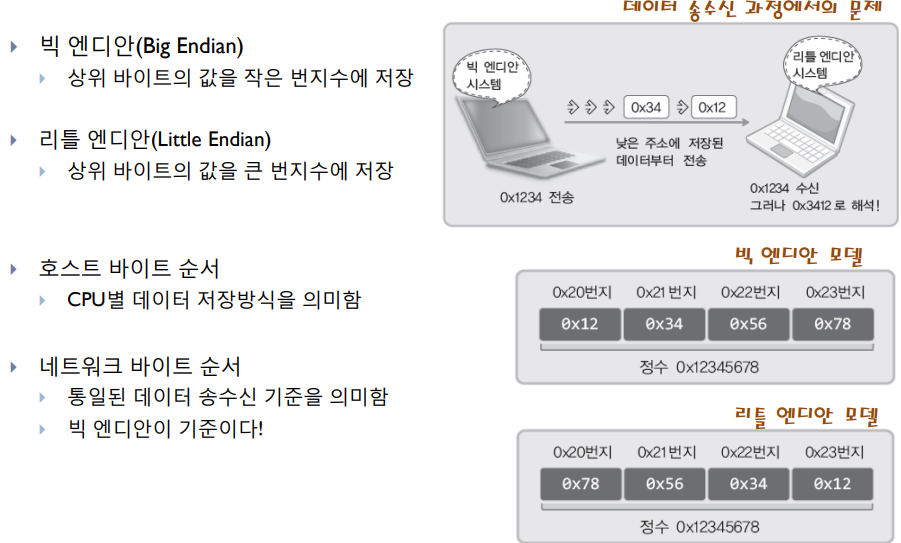 빅 엔디안(Big Endian)
상위 바이트의 값을 작은 번지수에 저장
리틀 엔디안(Little Endian)
상위 바이트의 값을 큰 번지수에 저장
호스트 바이트 순서
CPU별 데이터 저장방식을 의미함
네트워크 바이트 순서
통일된 데이터 송수신 기준을 의미함
빅 엔디안이 기준이다!
데이터 송수신 과정에서의 문제
빅 엔디안
시스템
0x34
0x12
낮은 주소에 저장된
데이터부터 전송
0x1234 전송
리틀 엔디안
시스템
0x1234 수신
그러나 0x3412로 해석!
빅 엔디안 모델
0x20번지 0x21번지 0x22번지 0x23번지
0x12 0x34 0x56 0x78
정수 0x12345678
리틀 엔디안 모델
0x20번지 0x21번지 0x22번지 0x23번지
0x78 0x56 0x34 0x12
정수 0x12345678